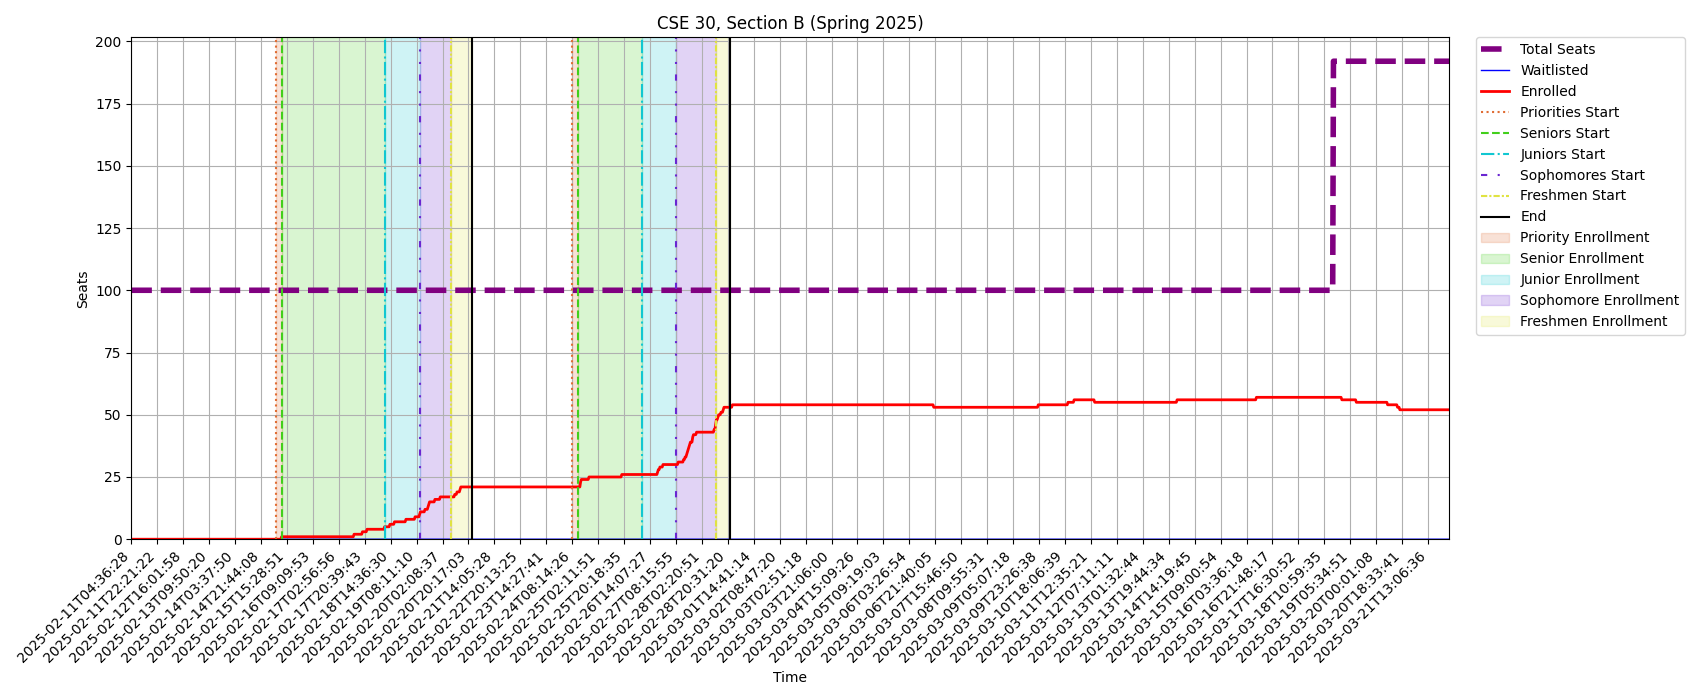 CSE 30, Section B (Spring 2025)
200
175
150
125
100
75
50
25
0
Seats
2025-02-11T04:36:28
2025-02-11T22:21:22
2025-02-12T16:01:58
2025-02-13T09:50:20
2025-02-14T03:37:50
2025-02-14T21:44:08
2025-02-15T15:28:51
2025-02-16T09:09:53
2025-02-17T02:56:56
2025-02-17T20:39:43
2025-02-18T14:36:30
2025-02-19T08:11:10
2025-02-20T02:08:37
2025-02-20T20:17:03
2025-02-21T14:05:28
2025-02-22T20:13:25
2025-02-23T14:27:41
2025-02-24T08:14:26
2025-02-25T02:11:51
2025-02-25T20:18:35
2025-02-26T14:07:27
2025-02-27T08:15:55
2025-02-28T02:20:51
2025-02-28T20:31:20
2025-03-01T14:41:14
2025-03-02T08:47:20
2025-03-03T02:51:18
2025-03-03T21:06:00
2025-03-04T15:09:26
2025-03-05T09:19:03
2025-03-06T03:26:54
2025-03-06T21:40:05
2025-03-07T15:46:50
2025-03-08T09:55:31
2025-03-09T05:07:18
2025-03-09T23:26:38
2025-03-10T18:06:39
2025-03-11T12:35:21
2025-03-12T07:11:11
2025-03-13T01:32:44
2025-03-13T19:44:34
2025-03-14T14:19:45
2025-03-15T09:00:54
2025-03-16T03:36:18
2025-03-16T21:48:17
2025-03-17T16:30:52
2025-03-18T10:59:35
2025-03-19T05:34:51
2025-03-20T00:01:08
2025-03-20T18:33:41
2025-03-21T13:06:36
Time
Total Seats
Waitlisted
Enrolled
Priorities Start
Seniors Start
Juniors Start
Sophomores Start
Freshmen Start
End
Priority Enrollment
Senior Enrollment
Junior Enrollment
Sophomore Enrollment
Freshmen Enrollment